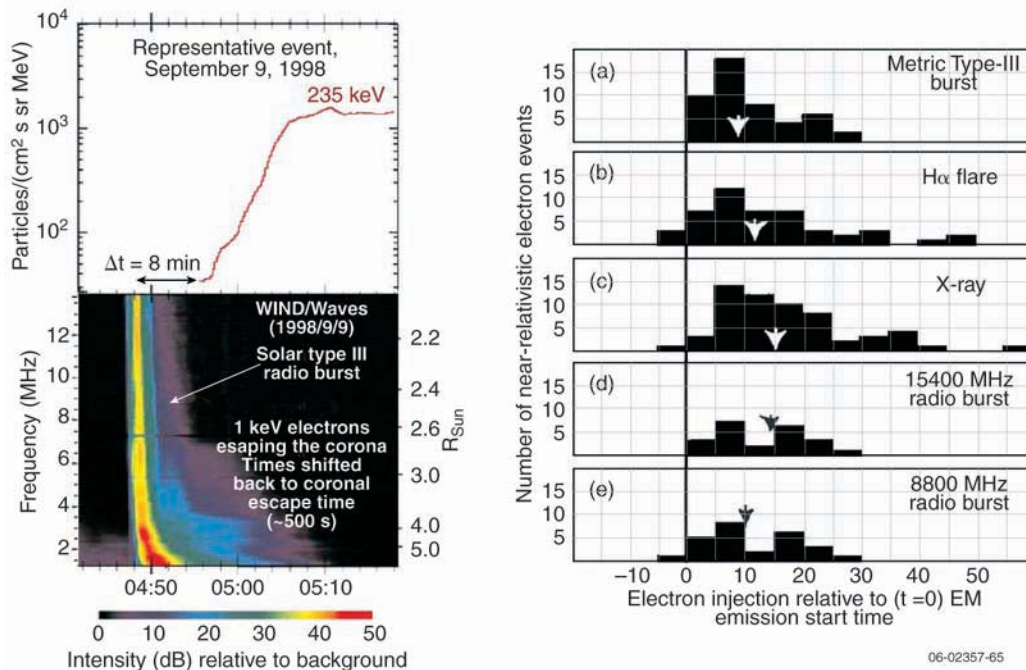 10⁴
10³
10²
Particles/(cm² s sr MeV)
Representative event,
September 9, 1998
235 keV
Δt = 8 min
WIND/Waves
(1998/9/9)
Solar type III
radio burst
1 keV electrons
esaping the corona
Times shifted
back to coronal
escape time
(~500 s)
Frequency (MHz)
12
10
8
6
4
2
2.2
2.4
2.6
3.0
4.0
5.0
R_Sun
04:50 05:00 05:10
0 10 20 30 40 50
Intensity (dB) relative to background
Number of near-relativistic electron events
(a)
Metric Type-III
burst
15
10
5
(b)
Hα flare
15
10
5
(c)
X-ray
15
10
5
(d)
15400 MHz
radio burst
15
10
5
(e)
8800 MHz
radio burst
15
10
5
–10 0 10 20 30 40 50
Electron injection relative to (t =0) EM
emission start time
06-02357-65